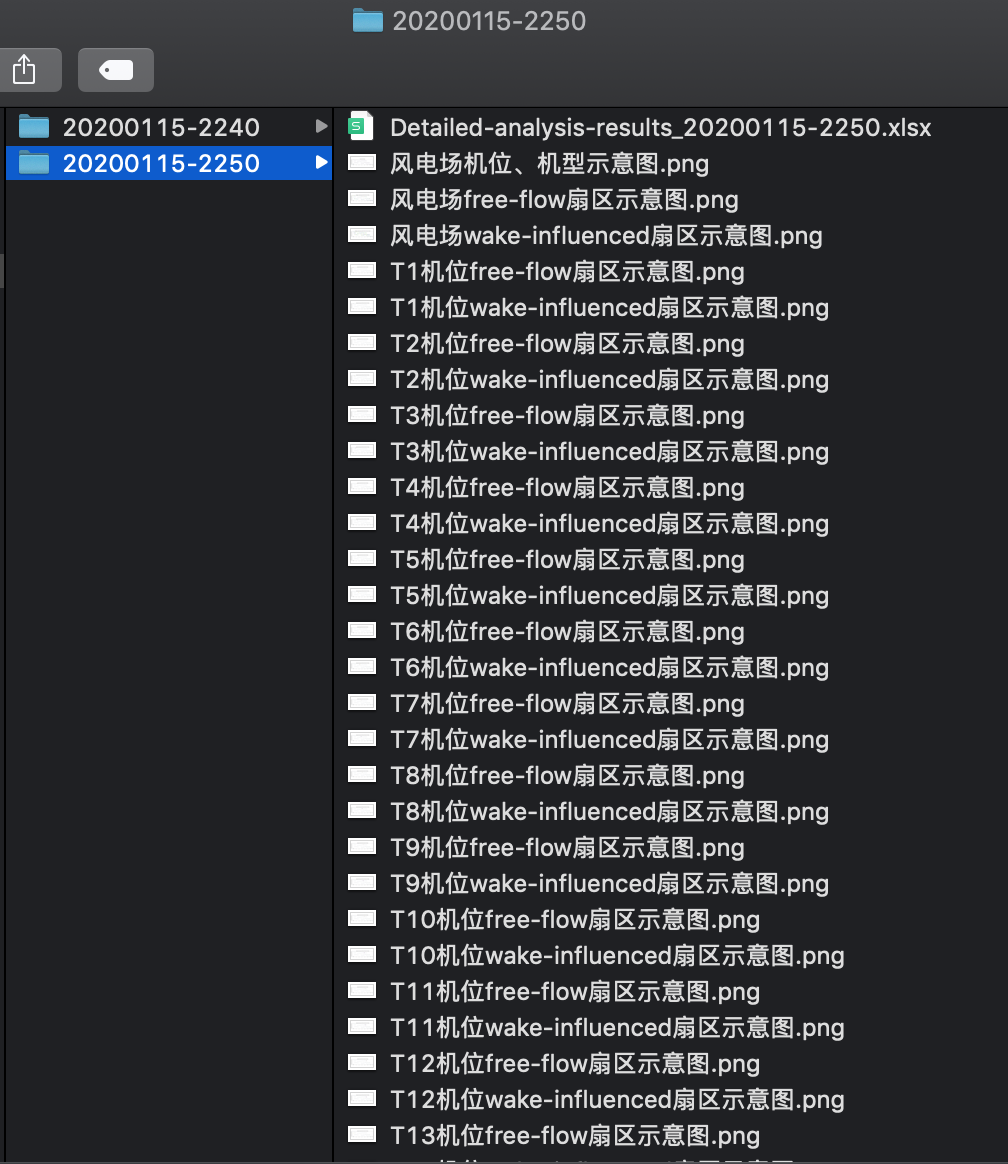 20200115-2250
20200115-2240
20200115-2250
Detailed-analysis-results_20200115-2250.xlsx
风电场机位、机型示意图.png
风电场free-flow扇区示意图.png
风电场wake-influenced扇区示意图.png
T1机位free-flow扇区示意图.png
T1机位wake-influenced扇区示意图.png
T2机位free-flow扇区示意图.png
T2机位wake-influenced扇区示意图.png
T3机位free-flow扇区示意图.png
T3机位wake-influenced扇区示意图.png
T4机位free-flow扇区示意图.png
T4机位wake-influenced扇区示意图.png
T5机位free-flow扇区示意图.png
T5机位wake-influenced扇区示意图.png
T6机位free-flow扇区示意图.png
T6机位wake-influenced扇区示意图.png
T7机位free-flow扇区示意图.png
T7机位wake-influenced扇区示意图.png
T8机位free-flow扇区示意图.png
T8机位wake-influenced扇区示意图.png
T9机位free-flow扇区示意图.png
T9机位wake-influenced扇区示意图.png
T10机位free-flow扇区示意图.png
T10机位wake-influenced扇区示意图.png
T11机位free-flow扇区示意图.png
T11机位wake-influenced扇区示意图.png
T12机位free-flow扇区示意图.png
T12机位wake-influenced扇区示意图.png
T13机位free-flow扇区示意图.png